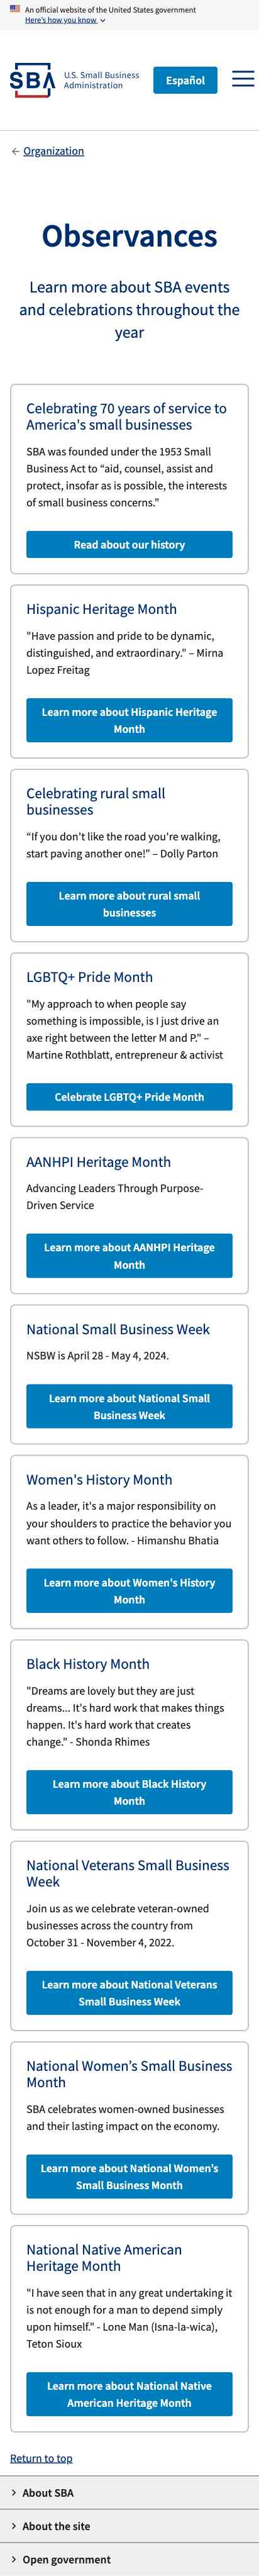 An official website of the United States government
Here's how you know
SBA
U.S. Small Business
Administration
Español
Organization
Observances
Learn more about SBA events
and celebrations throughout the
year
Celebrating 70 years of service to
America's small businesses
SBA was founded under the 1953 Small
Business Act to “aid, counsel, assist and
protect, insofar as is possible, the interests
of small business concerns.”
Read about our history
Hispanic Heritage Month
"Have passion and pride to be dynamic,
distinguished, and extraordinary." – Mirna
Lopez Freitag
Learn more about Hispanic Heritage
Month
Celebrating rural small
businesses
“If you don't like the road you're walking,
start paving another one!” – Dolly Parton
Learn more about rural small
businesses
LGBTQ+ Pride Month
"My approach to when people say
something is impossible, is I just drive an
axe right between the letter M and P." –
Martine Rothblatt, entrepreneur & activist
Celebrate LGBTQ+ Pride Month
AANHPI Heritage Month
Advancing Leaders Through Purpose-
Driven Service
Learn more about AANHPI Heritage
Month
National Small Business Week
NSBW is April 28 - May 4, 2024.
Learn more about National Small
Business Week
Women's History Month
As a leader, it's a major responsibility on
your shoulders to practice the behavior you
want others to follow. - Himanshu Bhatia
Learn more about Women's History
Month
Black History Month
"Dreams are lovely but they are just
dreams... It's hard work that makes things
happen. It's hard work that creates
change." - Shonda Rhimes
Learn more about Black History
Month
National Veterans Small Business
Week
Join us as we celebrate veteran-owned
businesses across the country from
October 31 - November 4, 2022.
Learn more about National Veterans
Small Business Week
National Women’s Small Business
Month
SBA celebrates women-owned businesses
and their lasting impact on the economy.
Learn more about National Women’s
Small Business Month
National Native American
Heritage Month
"I have seen that in any great undertaking it
is not enough for a man to depend simply
upon himself." - Lone Man (Isna-la-wica),
Teton Sioux
Learn more about National Native
American Heritage Month
Return to top
About SBA
About the site
Open government